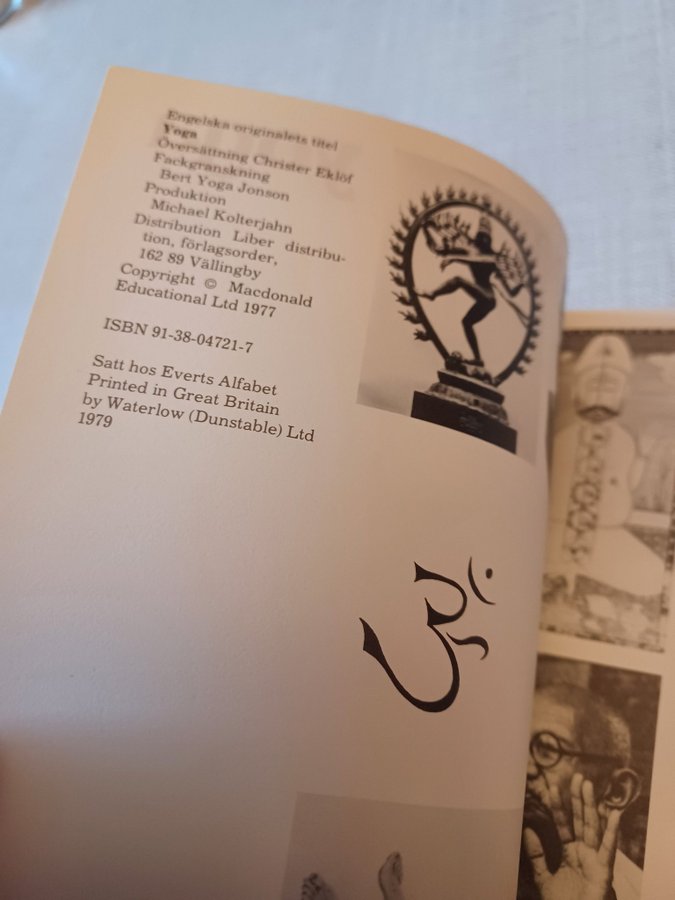 Engelska originalets titel
Yoga
Översättning Christer Eklöf
Fackgranskning
Bert Yoga Jonson
Produktion
Michael Kolterjahn
Distribution Liber distribu-
tion, förlagsorder,
162 89 Vällingby
Copyright © Macdonald
Educational Ltd 1977
ISBN 91-38-04721-7
Satt hos Everts Alfabet
Printed in Great Britain
by Waterlow (Dunstable) Ltd
1979
ॐ